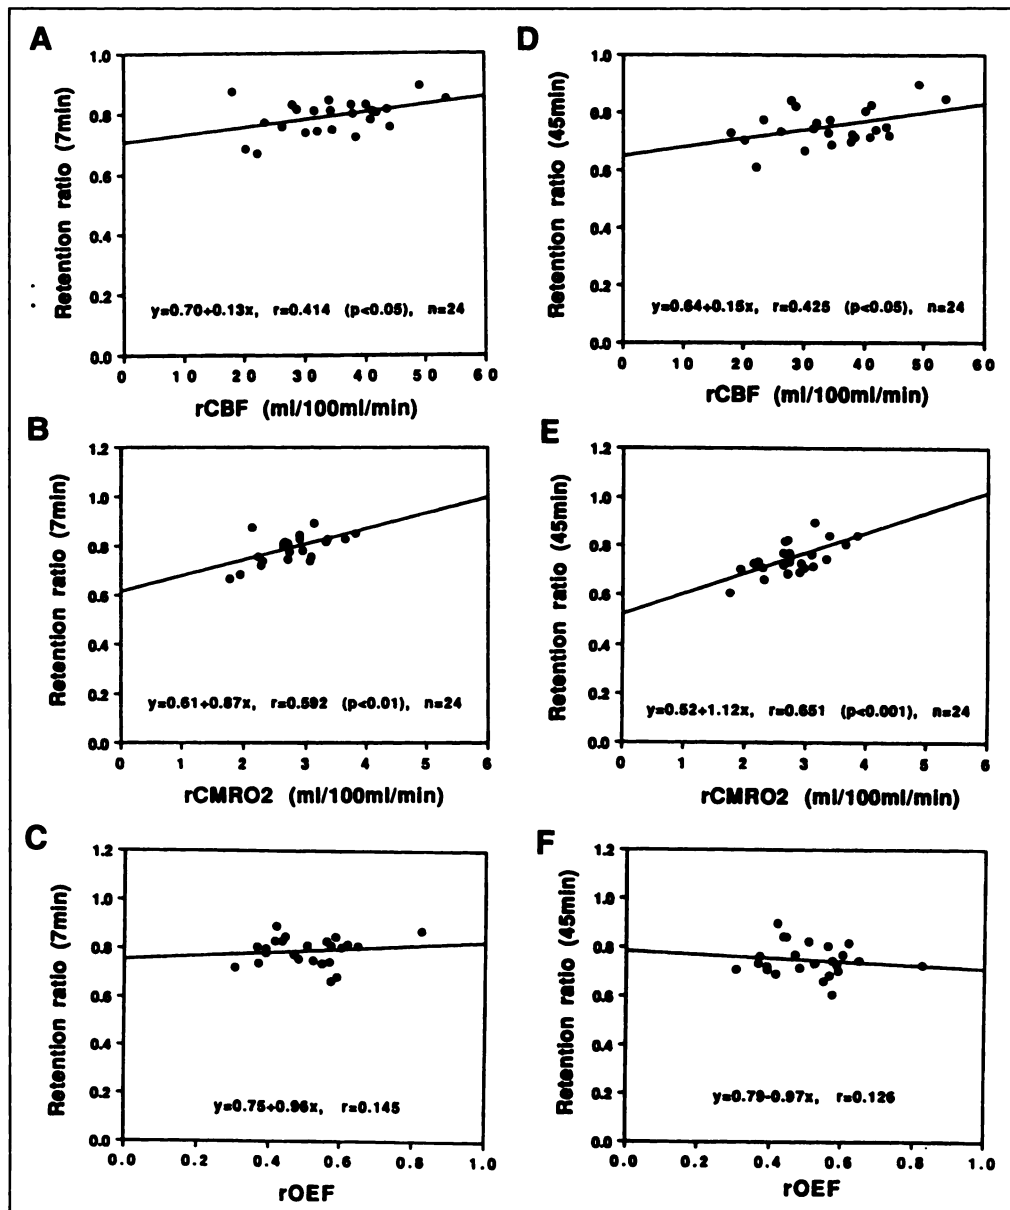 A
Retention ratio (7min)
1.0
0.8
0.6
0.4
0.2
0.0
y=0.70+0.13x, r=0.414 (p<0.05), n=24
0 10 20 30 40 50 60
rCBF (ml/100ml/min)
D
Retention ratio (45min)
1.0
0.8
0.6
0.4
0.2
0.0
y=0.64+0.15x, r=0.425 (p<0.05), n=24
0 10 20 30 40 50 60
rCBF (ml/100ml/min)
B
Retention ratio (7min)
1.2
1.0
0.8
0.6
0.4
0.2
0.0
y=0.61+0.87x, r=0.592 (p<0.01), n=24
0 1 2 3 4 5 6
rCMRO2 (ml/100ml/min)
E
Retention ratio (45min)
1.2
1.0
0.8
0.6
0.4
0.2
0.0
y=0.52+1.12x, r=0.651 (p<0.001), n=24
0 1 2 3 4 5 6
rCMRO2 (ml/100ml/min)
C
Retention ratio (7min)
1.2
1.0
0.8
0.6
0.4
0.2
0.0
y=0.75+0.96x, r=0.145
0.0 0.2 0.4 0.6 0.8 1.0
rOEF
F
Retention ratio (45min)
1.2
1.0
0.8
0.6
0.4
0.2
0.0
y=0.79-0.97x, r=0.126
0.0 0.2 0.4 0.6 0.8 1.0
rOEF